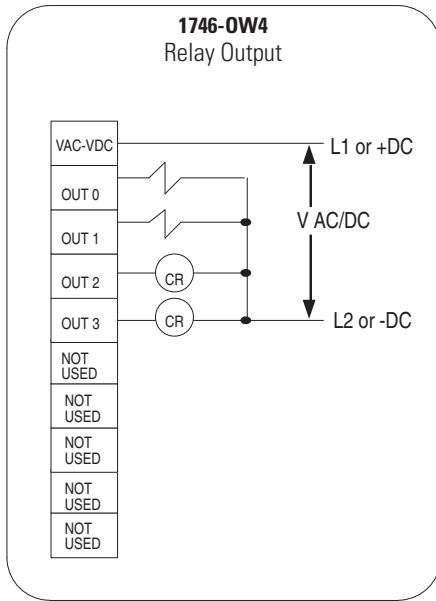 1746-OW4
Relay Output
VAC-VDC
L1 or +DC
OUT 0
OUT 1
V AC/DC
OUT 2
CR
OUT 3
CR
L2 or -DC
NOT
USED
NOT
USED
NOT
USED
NOT
USED
NOT
USED